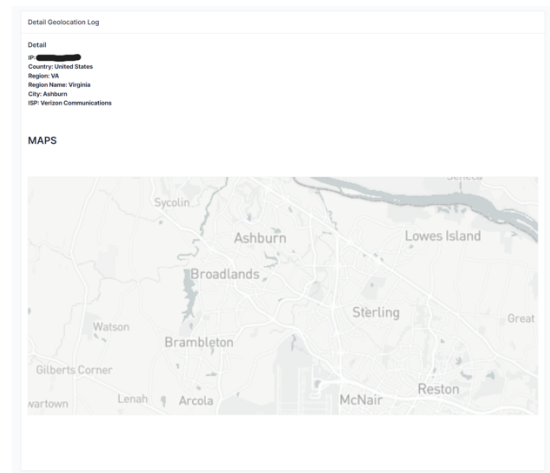 Detail Geolocation Log
Detail
IP:
Country: United States
Region: VA
Region Name: Virginia
City: Ashburn
ISP: Verizon Communications
MAPS
Sycolin
Ashburn
Lowes Island
Broadlands
Sterling
Great
Watson
Brambleton
Gilberts Corner
Reston
Lenah
Arcola
McNair
wartown